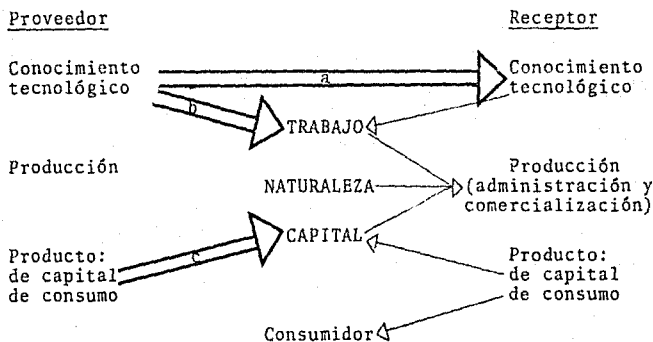 Proveedor
Receptor
Conocimiento
tecnológico
a
Conocimiento
tecnológico
b
TRABAJO
Producción
NATURALEZA
Producción
(administración y
comercialización)
CAPITAL
Producto:
de capital
de consumo
c
Producto:
de capital
de consumo
Consumidor